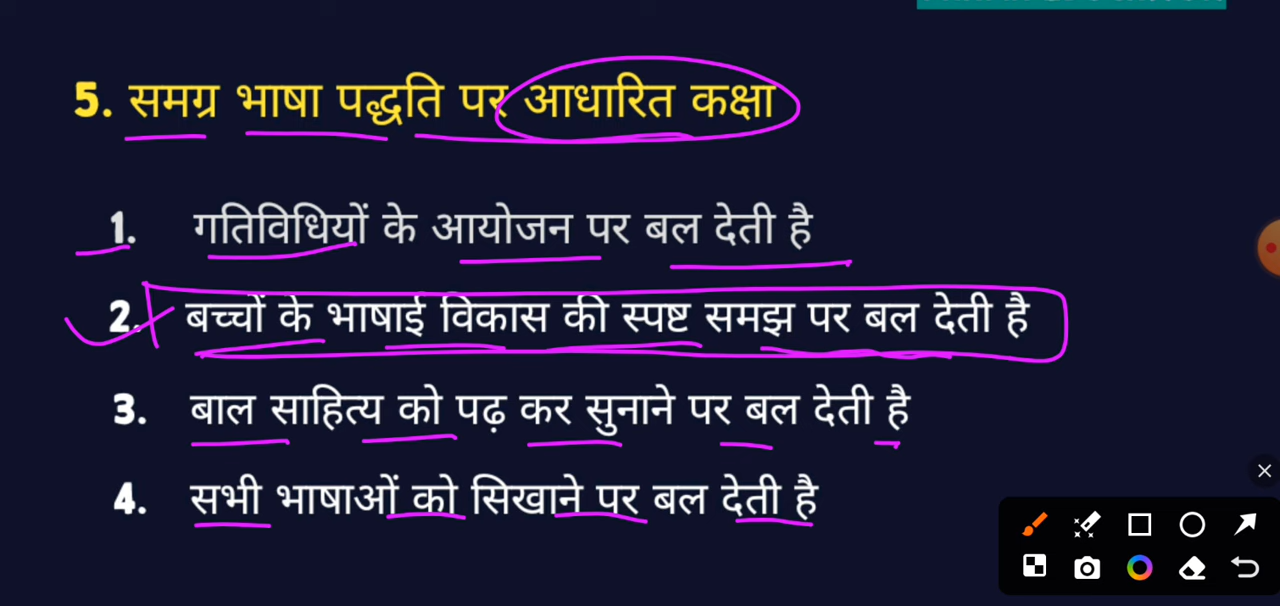 5. समग्र भाषा पद्धति पर आधारित कक्षा
1. गतिविधियों के आयोजन पर बल देती है
2. बच्चों के भाषाई विकास की स्पष्ट समझ पर बल देती है
3. बाल साहित्य को पढ़ कर सुनाने पर बल देती है
4. सभी भाषाओं को सिखाने पर बल देती है